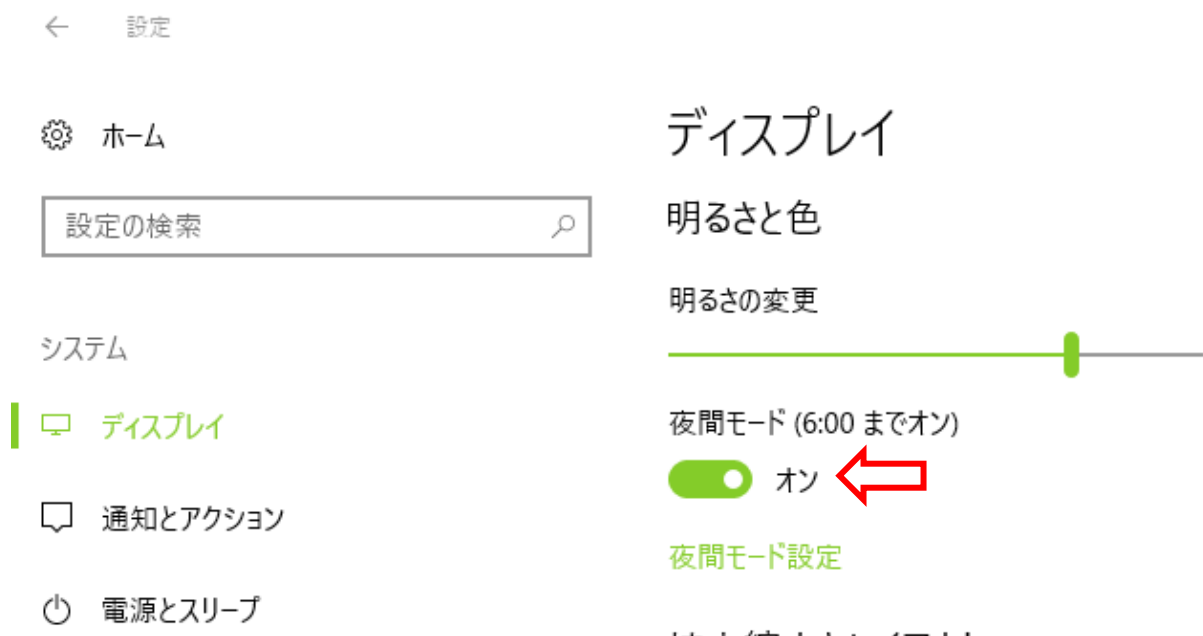 設定
ホーム
設定の検索
システム
ディスプレイ
通知とアクション
電源とスリープ
ディスプレイ
明るさと色
明るさの変更
夜間モード (6:00 までオン)
オン
夜間モード設定